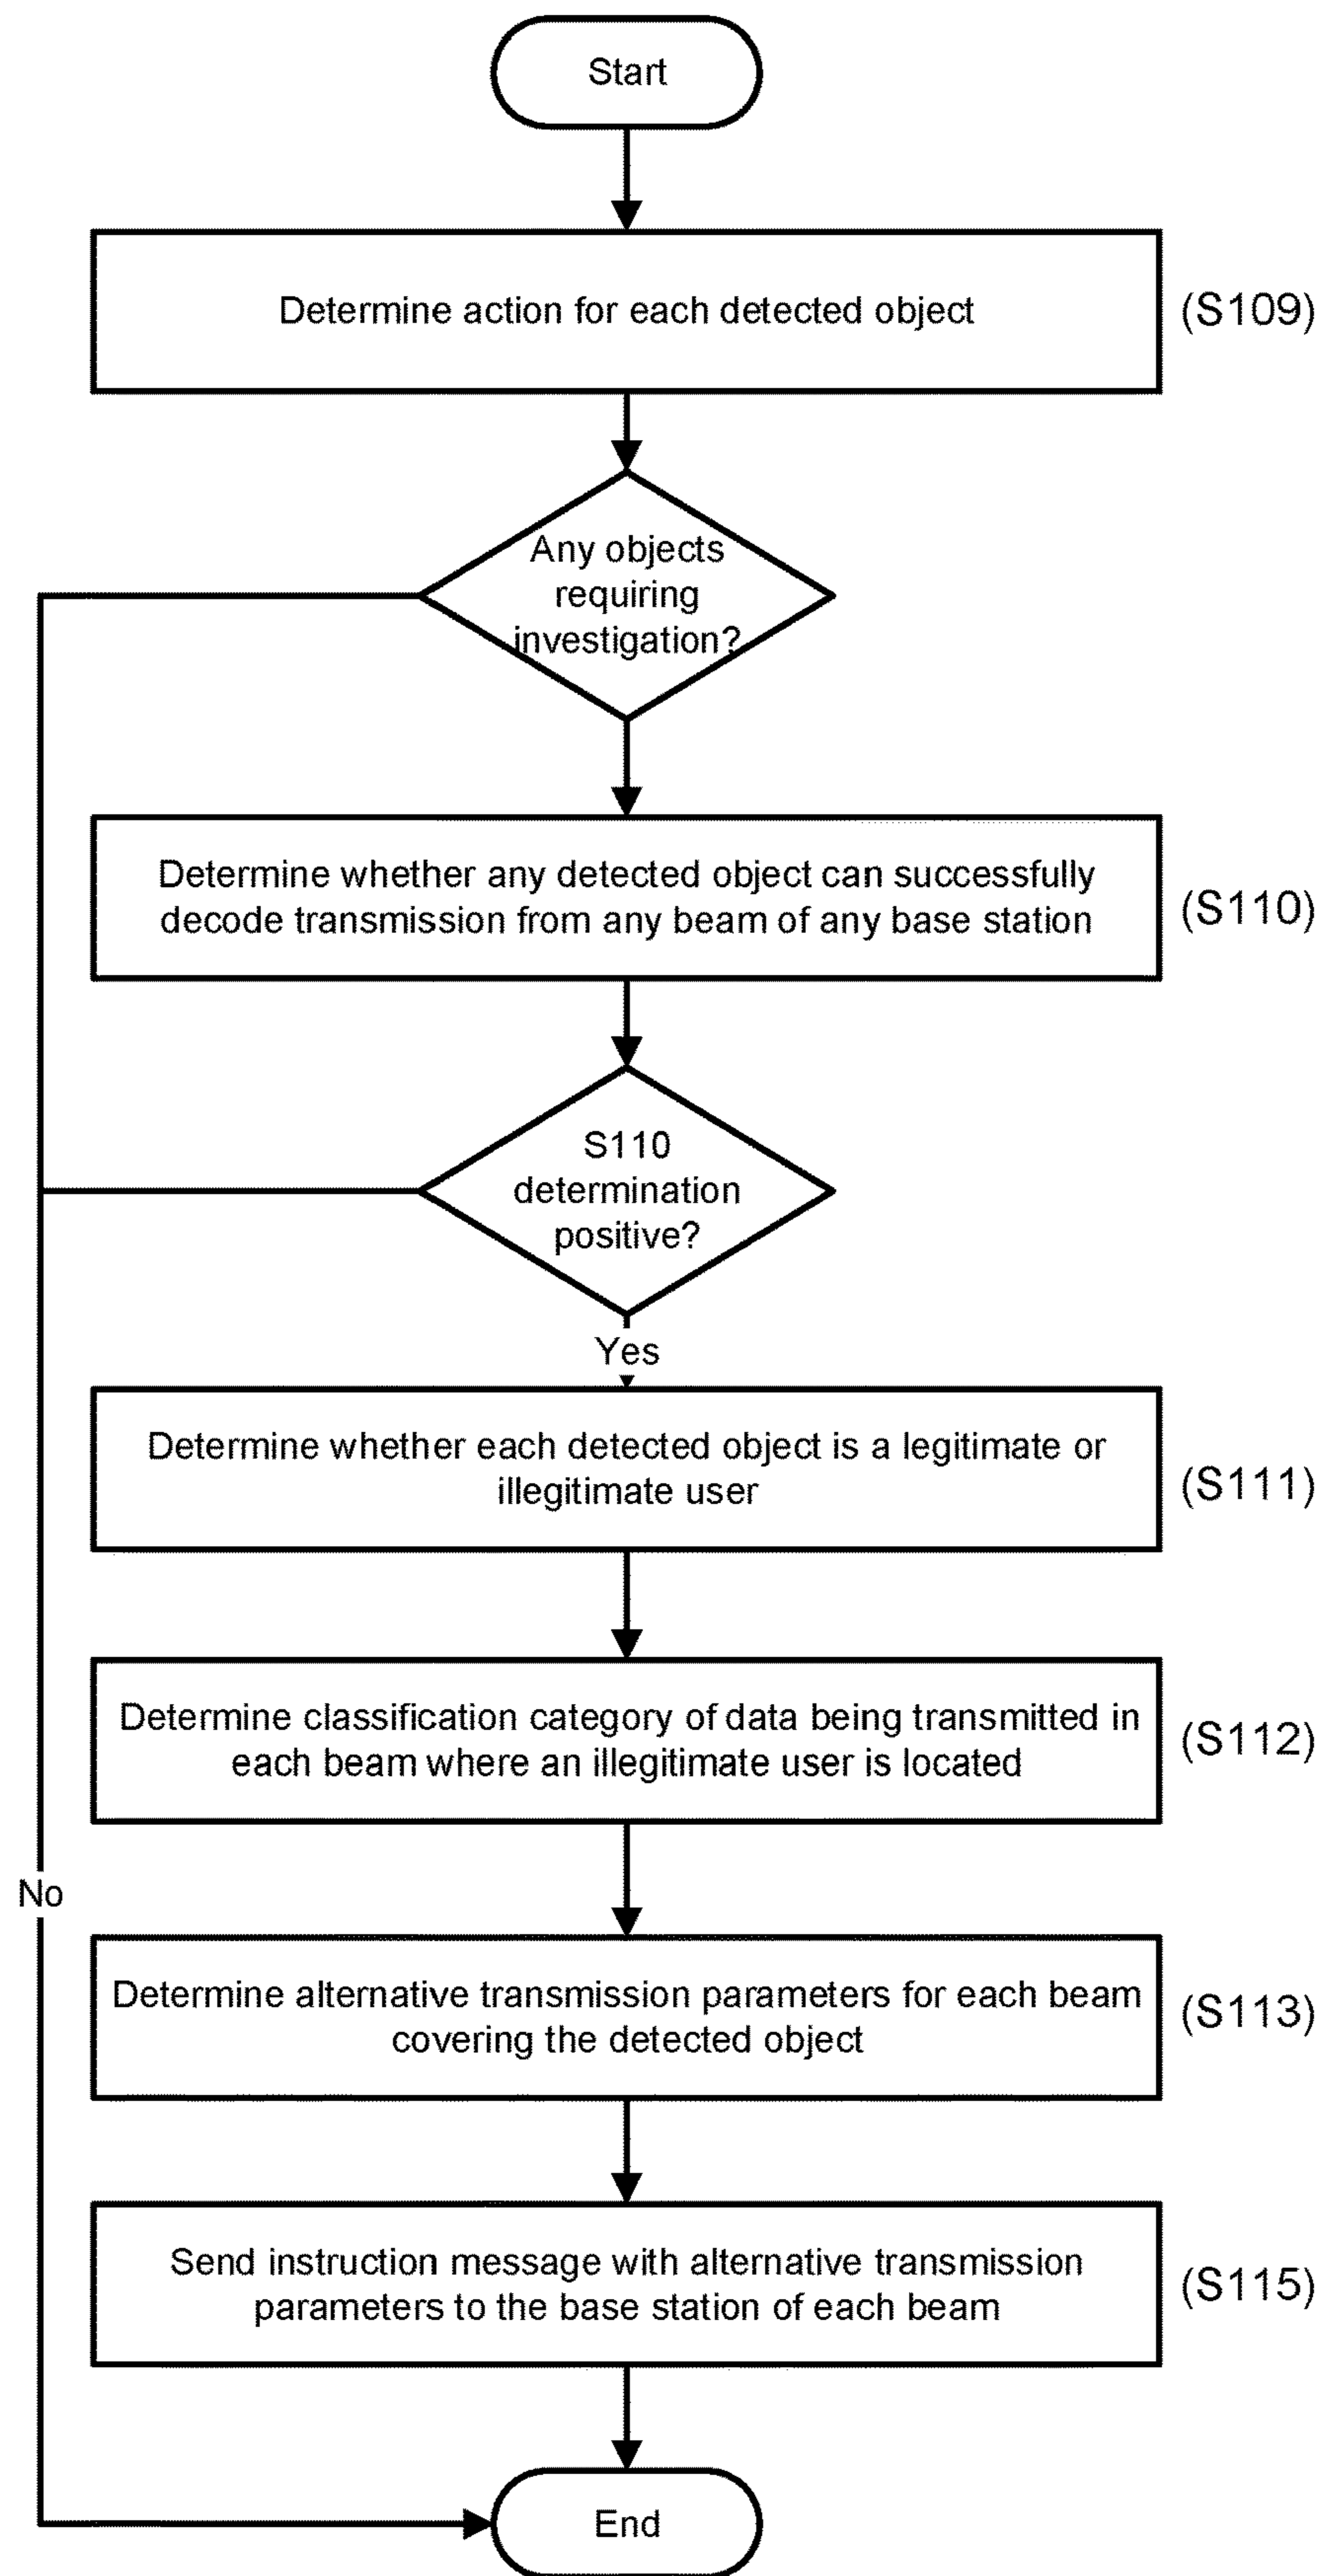 Start
Determine action for each detected object
(S109)
Any objects
requiring
investigation?
Determine whether any detected object can successfully
decode transmission from any beam of any base station
(S110)
S110
determination
positive?
Yes
Determine whether each detected object is a legitimate or
illegitimate user
(S111)
Determine classification category of data being transmitted in
each beam where an illegitimate user is located
(S112)
No
Determine alternative transmission parameters for each beam
covering the detected object
(S113)
Send instruction message with alternative transmission
parameters to the base station of each beam
(S115)
End